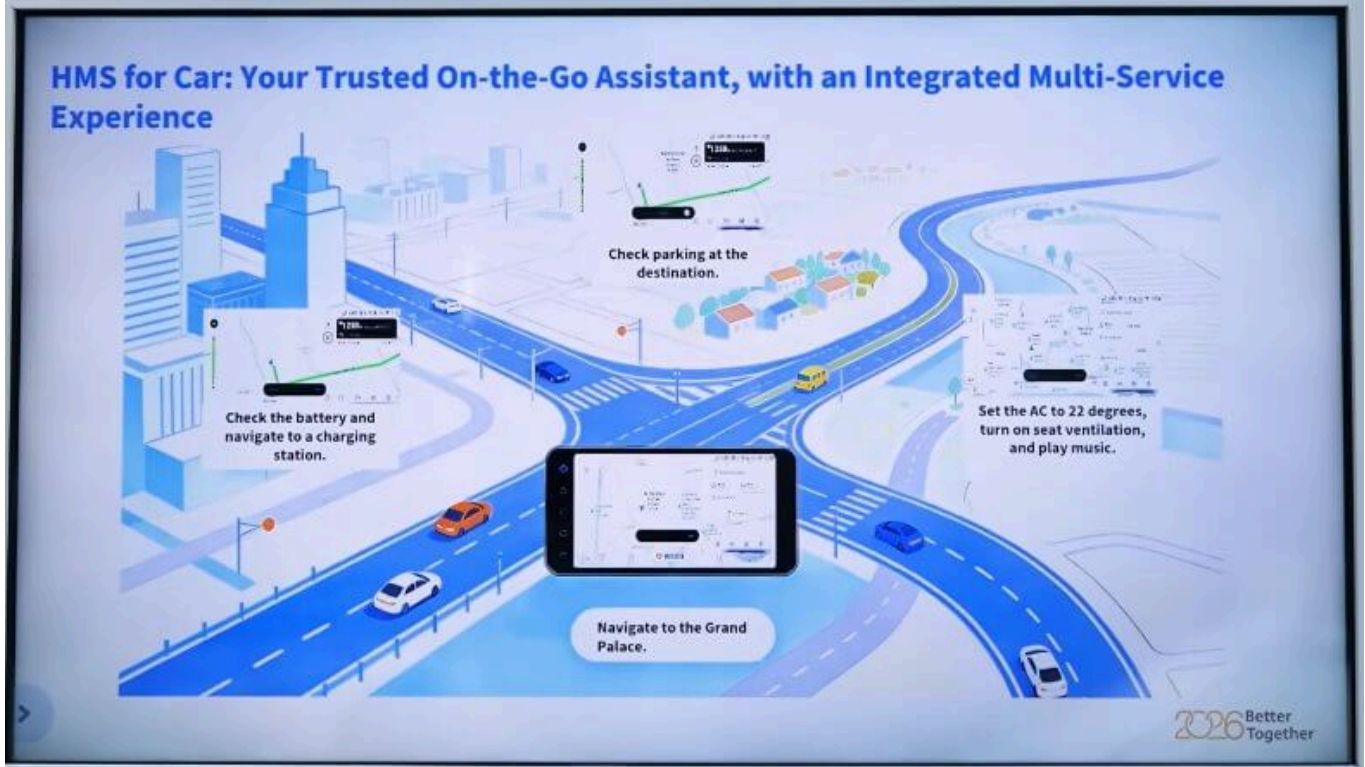 HMS for Car: Your Trusted On-the-Go Assistant, with an Integrated Multi-Service
Experience
Check parking at the
destination.
Check the battery and
navigate to a charging
station.
Set the AC to 22 degrees,
turn on seat ventilation,
and play music.
Navigate to the Grand
Palace.
2026 Better
Together